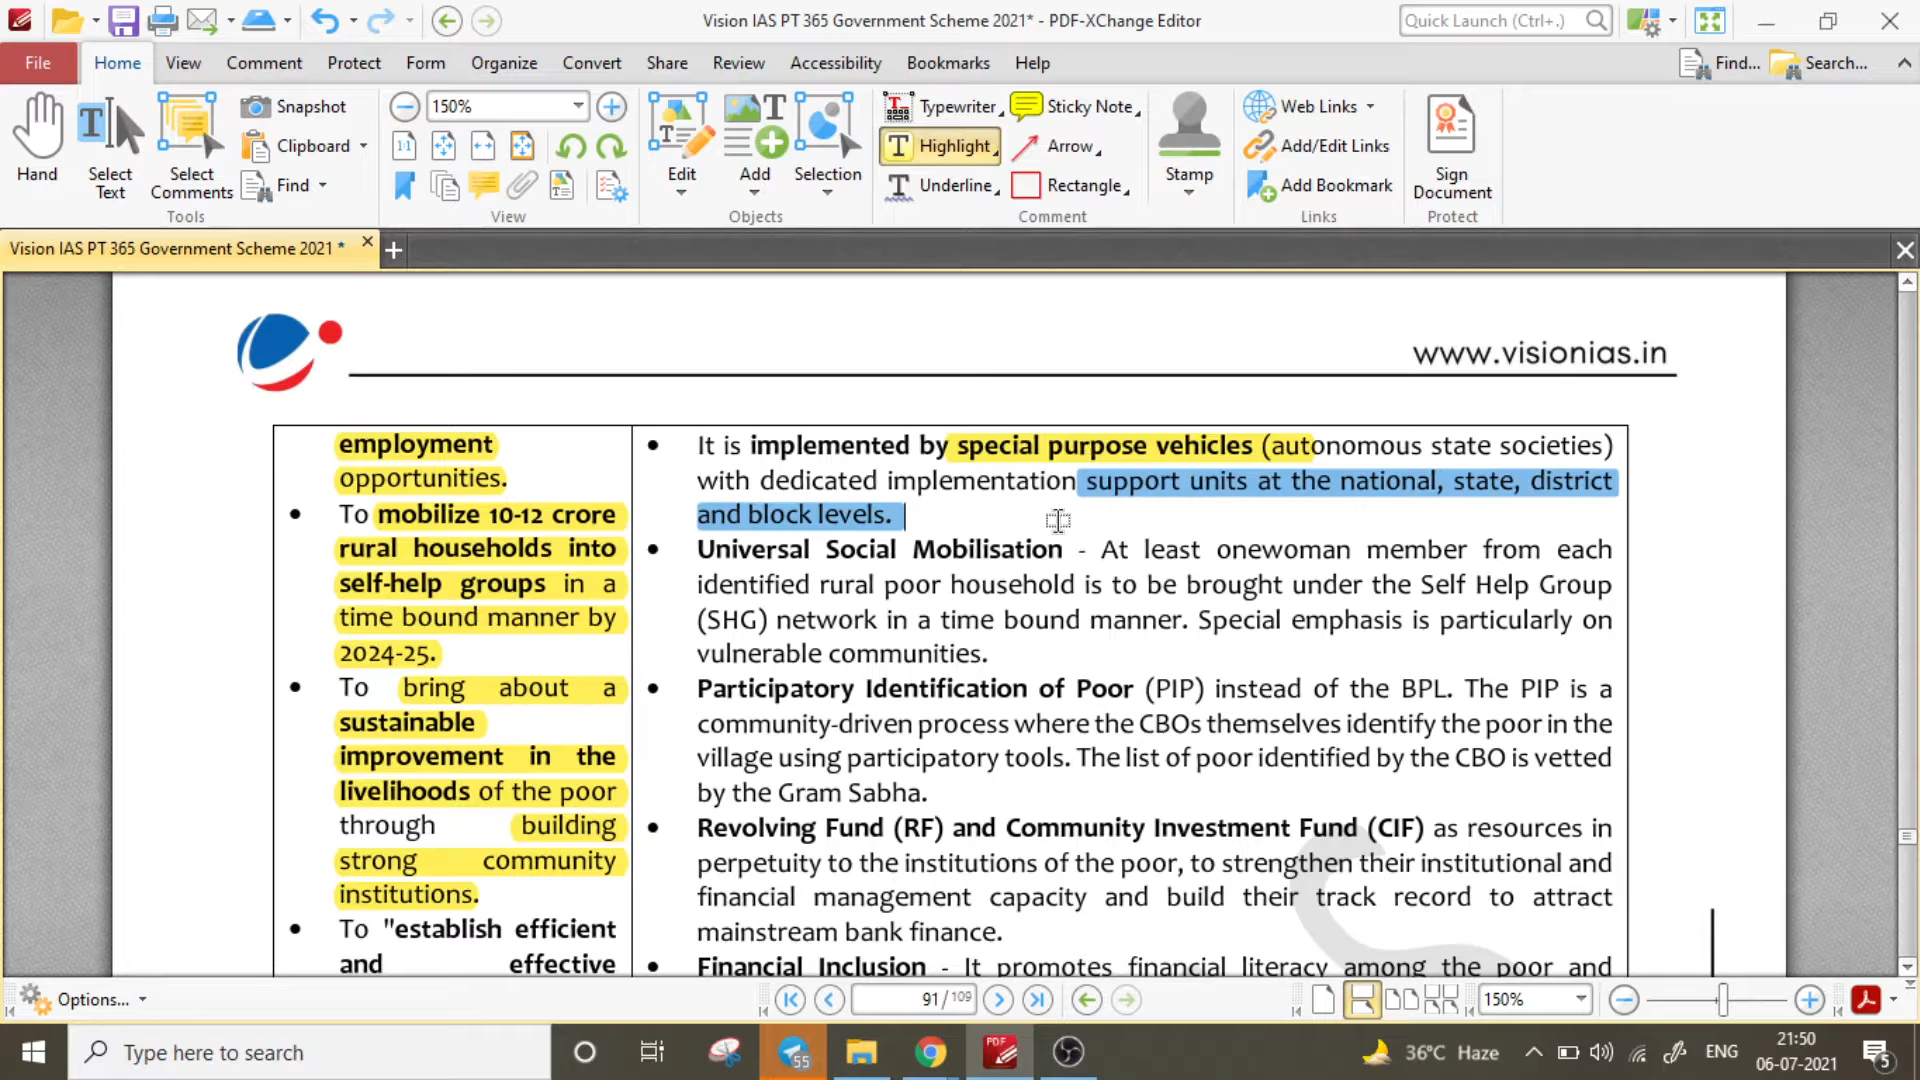 Vision IAS PT 365 Government Scheme 2021* - PDF-XChange Editor
Quick Launch (Ctrl+.)
File Home View Comment Protect Form Organize Convert Share Review Accessibility Bookmarks Help Find... Search...
Hand
Select Text
Select Comments
Snapshot
Clipboard
Find
Tools
150%
1:1
View
Edit
Add
Selection
Objects
Typewriter
Highlight
Underline
Sticky Note
Arrow
Rectangle
Stamp
Comment
Web Links
Add/Edit Links
Add Bookmark
Links
Sign Document
Protect
Vision IAS PT 365 Government Scheme 2021 *
www.visionias.in
employment
opportunities.
• To mobilize 10-12 crore
rural households into
self-help groups in a
time bound manner by
2024-25.
• To bring about a
sustainable
improvement in the
livelihoods of the poor
through building
strong community
institutions.
• To "establish efficient
and effective
• It is implemented by special purpose vehicles (autonomous state societies)
with dedicated implementation support units at the national, state, district
and block levels.
• Universal Social Mobilisation - At least onewoman member from each
identified rural poor household is to be brought under the Self Help Group
(SHG) network in a time bound manner. Special emphasis is particularly on
vulnerable communities.
• Participatory Identification of Poor (PIP) instead of the BPL. The PIP is a
community-driven process where the CBOs themselves identify the poor in the
village using participatory tools. The list of poor identified by the CBO is vetted
by the Gram Sabha.
• Revolving Fund (RF) and Community Investment Fund (CIF) as resources in
perpetuity to the institutions of the poor, to strengthen their institutional and
financial management capacity and build their track record to attract
mainstream bank finance.
• Financial Inclusion - It promotes financial literacy among the poor and
Options...
91 / 109
150%
Type here to search
55
PDF
36°C Haze
ENG
21:50
06-07-2021
5